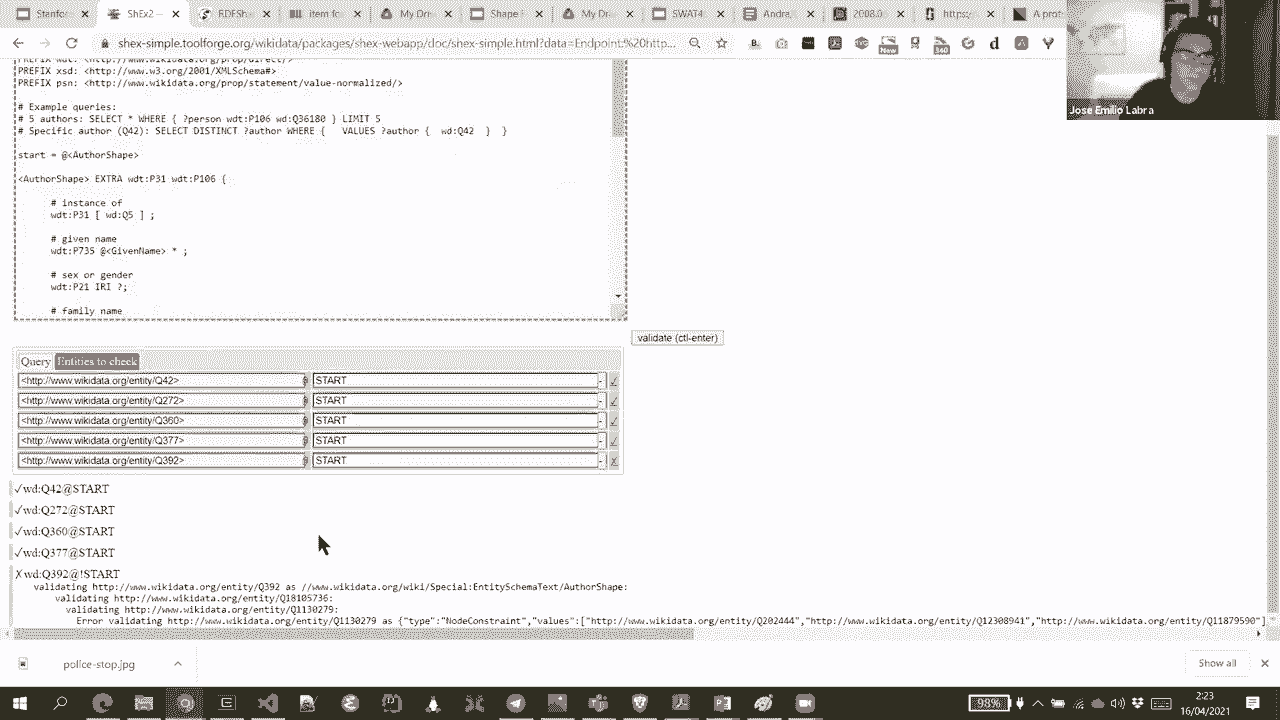 Stanfo
ShEx2 —
RDFSh
item fo
My Dri
Shape F
My Dri
SWAT4
Andra,
2008.0
https:/
A prot
shex-simple.toolforge.org/wikidata/packages/shex-webapp/doc/shex-simple.html?data=Endpoint:%20http...
PREFIX wdt: <http://www.wikidata.org/prop/direct/>
PREFIX xsd: <http://www.w3.org/2001/XMLSchema#>
PREFIX psn: <http://www.wikidata.org/prop/statement/value-normalized/>
# Example queries:
# 5 authors: SELECT * WHERE { ?person wdt:P106 wd:Q36180 } LIMIT 5
# Specific author (Q42): SELECT DISTINCT ?author WHERE { VALUES ?author { wd:Q42 } }
start = @<AuthorShape>
<AuthorShape> EXTRA wdt:P31 wdt:P106 {
# instance of
wdt:P31 [ wd:Q5 ] ;
# given name
wdt:P735 @<GivenName> * ;
# sex or gender
wdt:P21 IRI ?;
# family name
José Emilio Labra
validate (ctl-enter)
Query Entities to check
<http://www.wikidata.org/entity/Q42> @ START - ✓
<http://www.wikidata.org/entity/Q272> @ START - ✓
<http://www.wikidata.org/entity/Q360> @ START - ✓
<http://www.wikidata.org/entity/Q377> @ START - ✓
<http://www.wikidata.org/entity/Q392> @ START - ✗
✓wd:Q42@START
✓wd:Q272@START
✓wd:Q360@START
✓wd:Q377@START
✗wd:Q392@!START
validating http://www.wikidata.org/entity/Q392 as //www.wikidata.org/wiki/Special:EntitySchemaText/AuthorShape:
validating http://www.wikidata.org/entity/Q18105736:
validating http://www.wikidata.org/entity/Q1130279:
Error validating http://www.wikidata.org/entity/Q1130279 as {"type":"NodeConstraint","values":["http://www.wikidata.org/entity/Q202444","http://www.wikidata.org/entity/Q12308941","http://www.wikidata.org/entity/Q11879590"]
police-stop.jpg
Show all
98%
2:23
16/04/2021